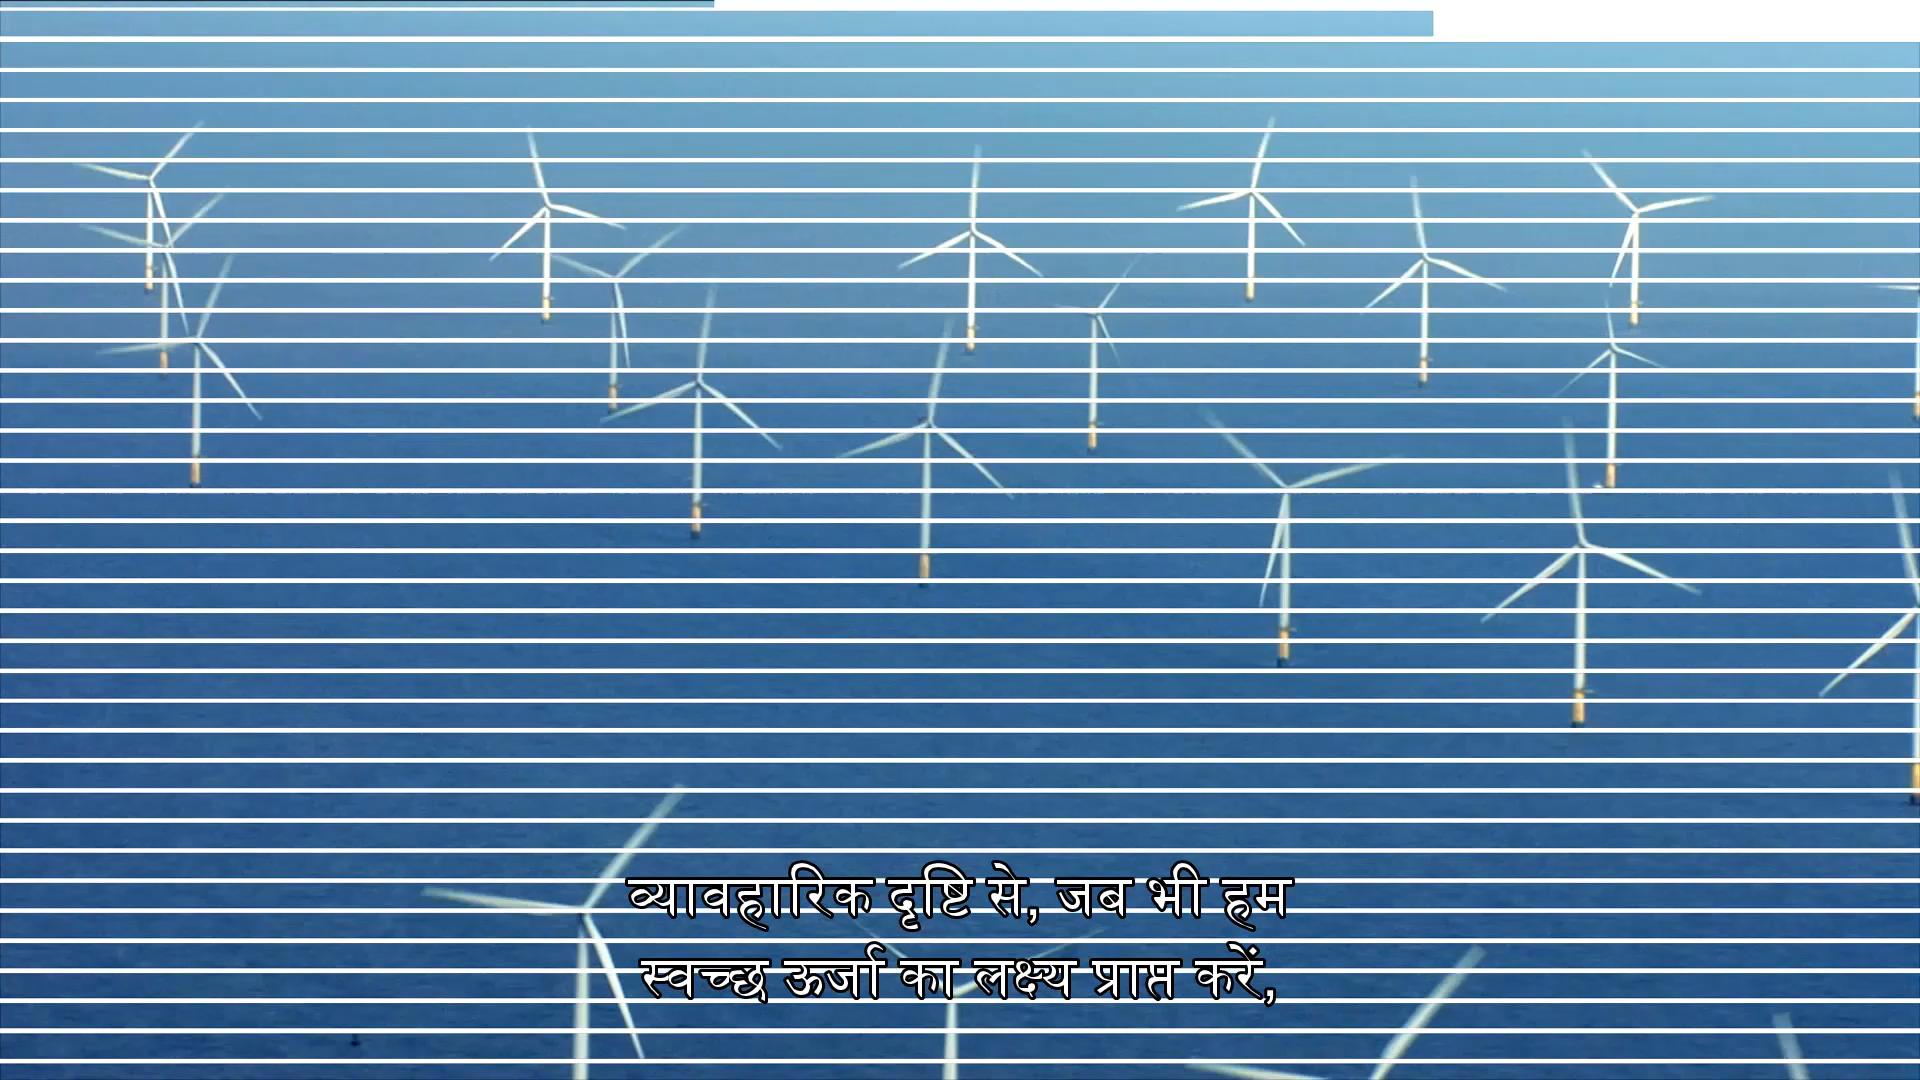 व्यावहारिक दृष्टि से, जब भी हम
स्वच्छ ऊर्जा का लक्ष्य प्राप्त करें,